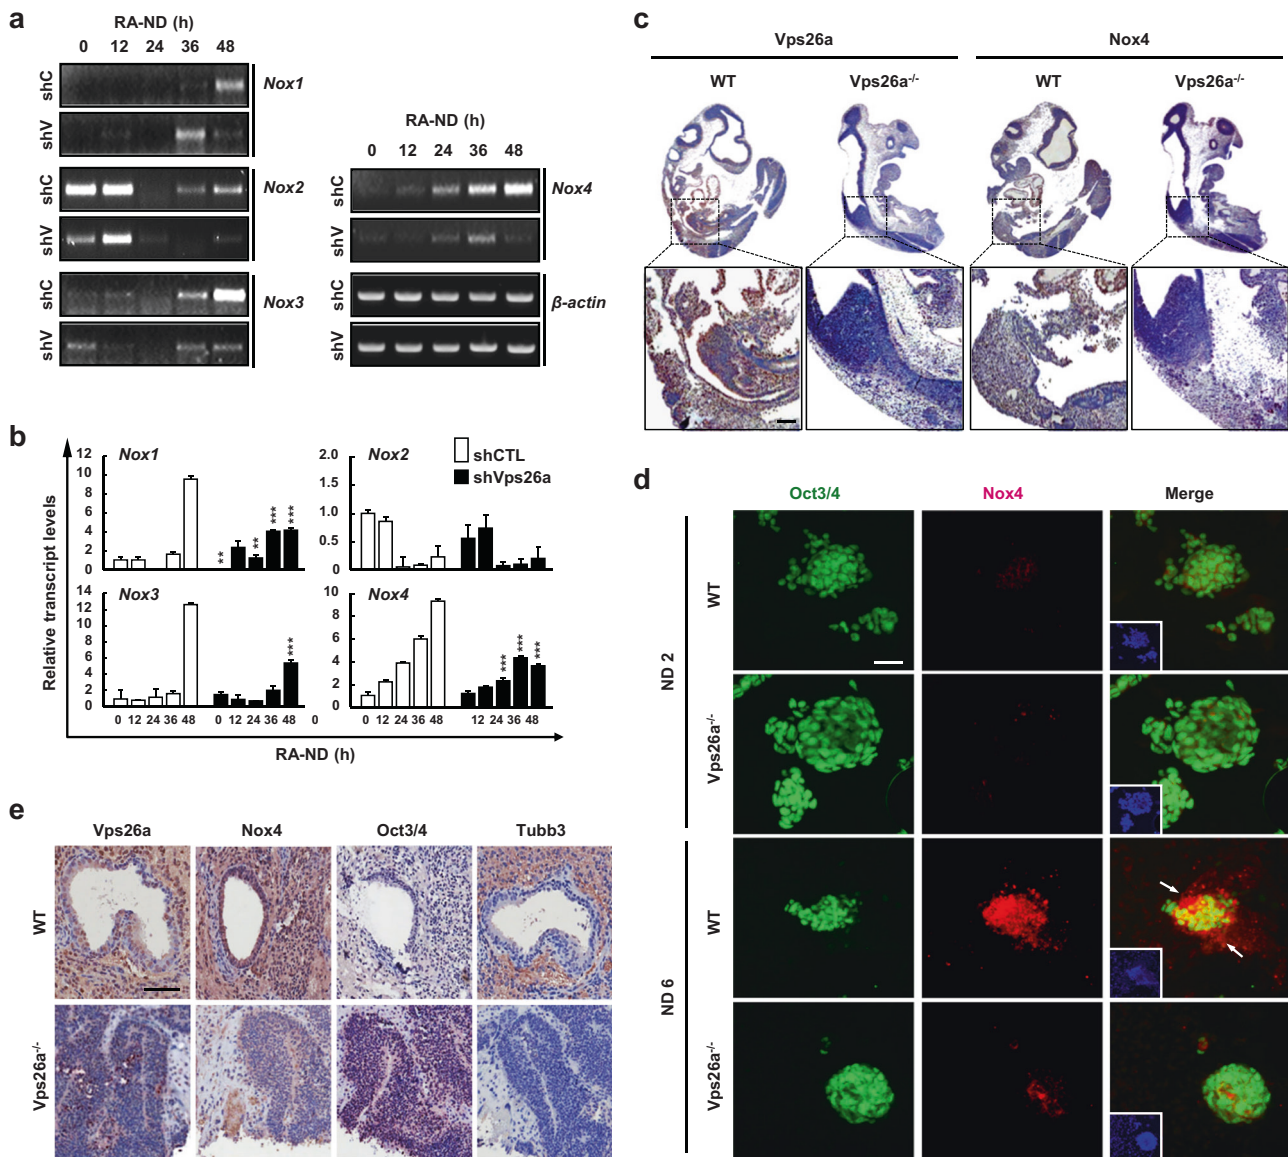 a
RA-ND (h)
0 12 24 36 48
shC
Nox1
shV
shC
Nox2
shV
shC
Nox3
shV
RA-ND (h)
0 12 24 36 48
shC
Nox4
shV
shC
β-actin
shV
b
Relative transcript levels
Nox1
12
10
8
6
4
2
0
** ** *** ***
Nox2
2.0
1.5
1.0
0.5
0
shCTL
shVps26a
Nox3
14
12
10
8
6
4
2
0
***
0 12 24 36 48 0 12 24 36 48
Nox4
10
8
6
4
2
0
*** *** ***
0 12 24 36 48 0 12 24 36 48
RA-ND (h)
c
Vps26a Nox4
WT Vps26a-/- WT Vps26a-/-
d
Oct3/4 Nox4 Merge
ND 2
WT
Vps26a-/-
ND 6
WT
Vps26a-/-
e
Vps26a Nox4 Oct3/4 Tubb3
WT
Vps26a-/-